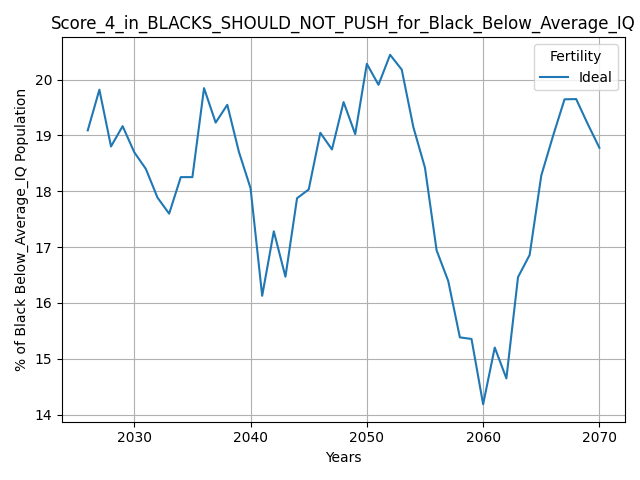 Score_4_in_BLACKS_SHOULD_NOT_PUSH_for_Black_Below_Average_IQ
Fertility
Ideal
% of Black Below_Average_IQ Population
20
19
18
17
16
15
14
2030 2040 2050 2060 2070
Years